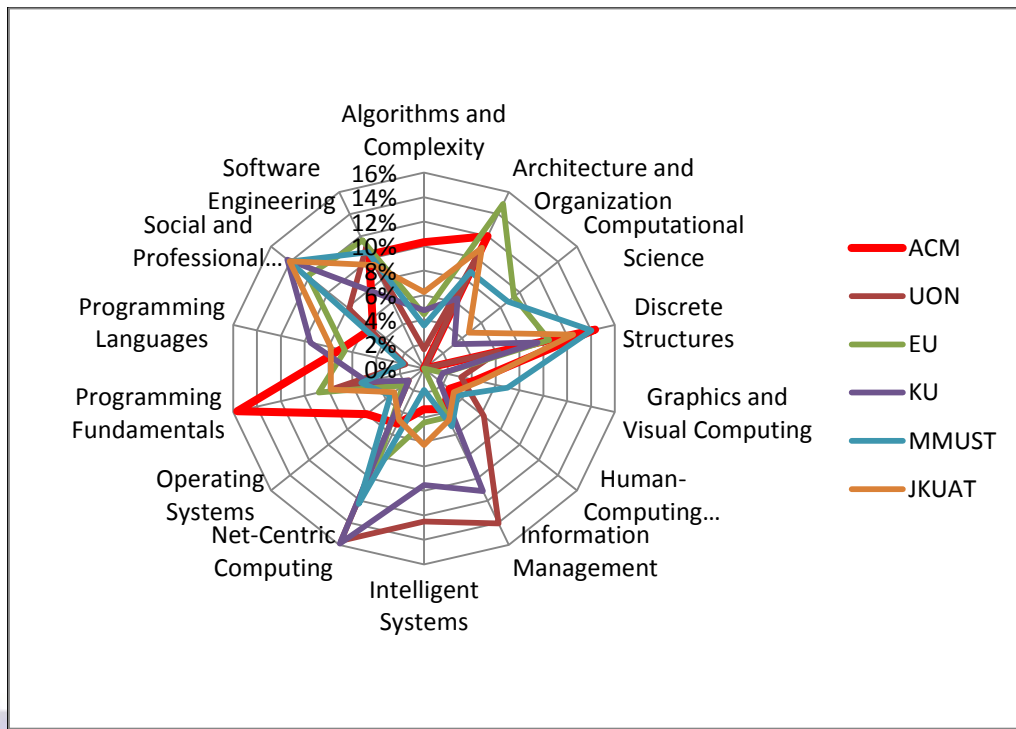 Algorithms and
Complexity
Architecture and
Organization
Computational
Science
Discrete
Structures
Graphics and
Visual Computing
Human-
Computing...
Information
Management
Intelligent
Systems
Net-Centric
Computing
Operating
Systems
Programming
Fundamentals
Programming
Languages
Social and
Professional...
Software
Engineering
16%
14%
12%
10%
8%
6%
4%
2%
0%
ACM
UON
EU
KU
MMUST
JKUAT